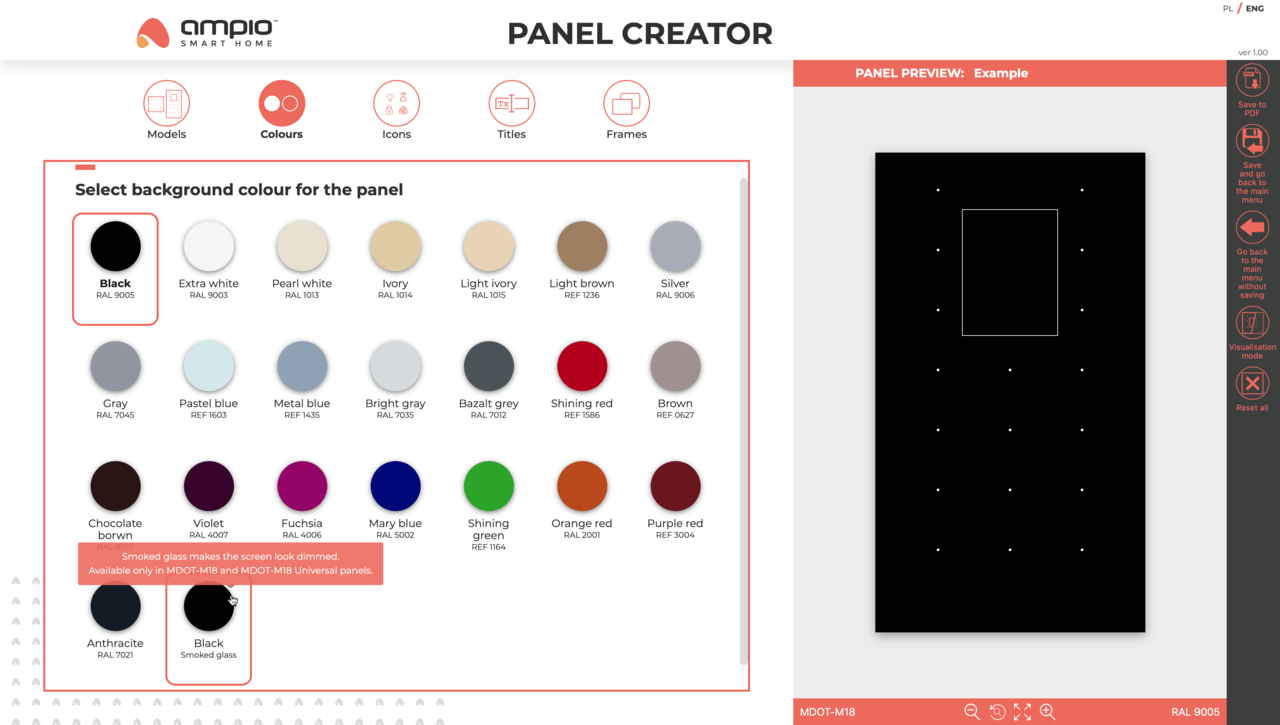 PL / ENG
ampio™
SMART HOME
PANEL CREATOR
ver 1.00
Models
Colours
Icons
Tx
Titles
Frames
PANEL PREVIEW: Example
Select background colour for the panel
Black
RAL 9005
Extra white
RAL 9003
Pearl white
RAL 1013
Ivory
RAL 1014
Light ivory
RAL 1015
Light brown
REF 1236
Silver
RAL 9006
Gray
RAL 7045
Pastel blue
REF 1603
Metal blue
REF 1435
Bright gray
RAL 7035
Bazalt grey
RAL 7012
Shining red
REF 1586
Brown
REF 0627
Chocolate
borwn
Violet
RAL 4007
Fuchsia
RAL 4006
Mary blue
RAL 5002
Shining
green
REF 1164
Orange red
RAL 2001
Purple red
REF 3004
Smoked glass makes the screen look dimmed.
Available only in MDOT-M18 and MDOT-M18 Universal panels.
Anthracite
RAL 7021
Black
Smoked glass
MDOT-M18
RAL 9005
PDF
Save to
PDF
Save
and go
back to
the main
menu
Go back
to the
main
menu
without
saving
Visualisation
mode
Reset all